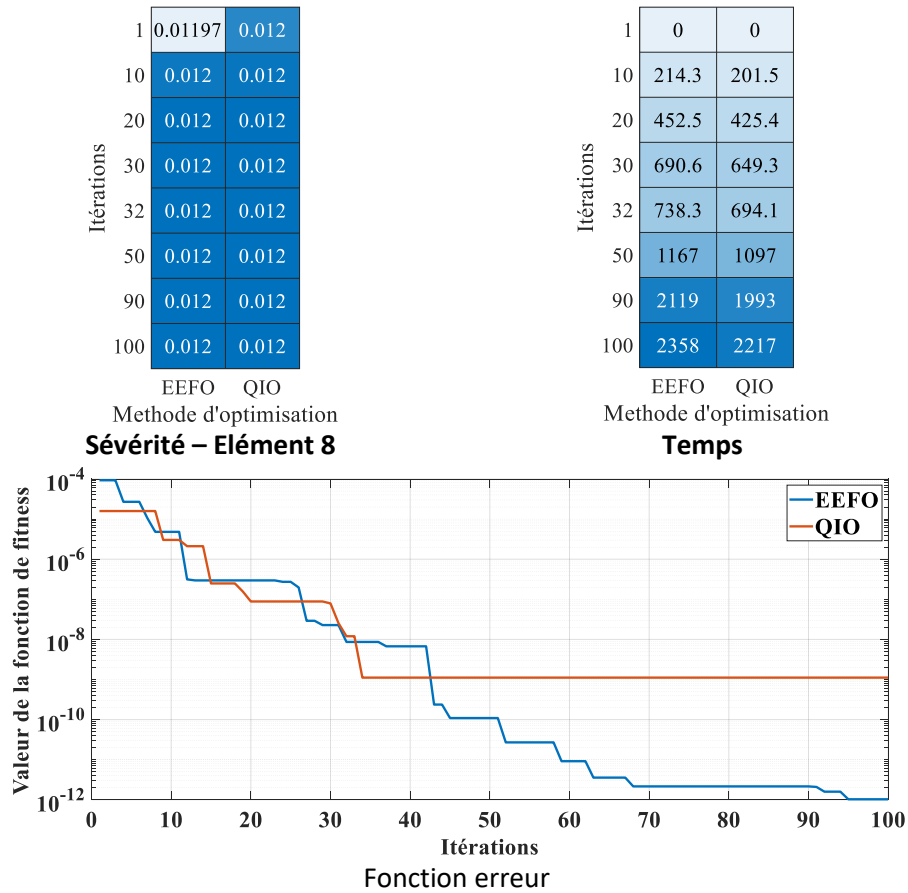 1 0.01197 0.012
10 0.012 0.012
20 0.012 0.012
30 0.012 0.012
32 0.012 0.012
50 0.012 0.012
90 0.012 0.012
100 0.012 0.012
Itérations
EEFO QIO
Methode d'optimisation
Sévérité – Elément 8
1 0 0
10 214.3 201.5
20 452.5 425.4
30 690.6 649.3
32 738.3 694.1
50 1167 1097
90 2119 1993
100 2358 2217
Itérations
EEFO QIO
Methode d'optimisation
Temps
Valeur de la fonction de fitness
10^-4
10^-6
10^-8
10^-10
10^-12
EEFO
QIO
0 10 20 30 40 50 60 70 80 90 100
Itérations
Fonction erreur